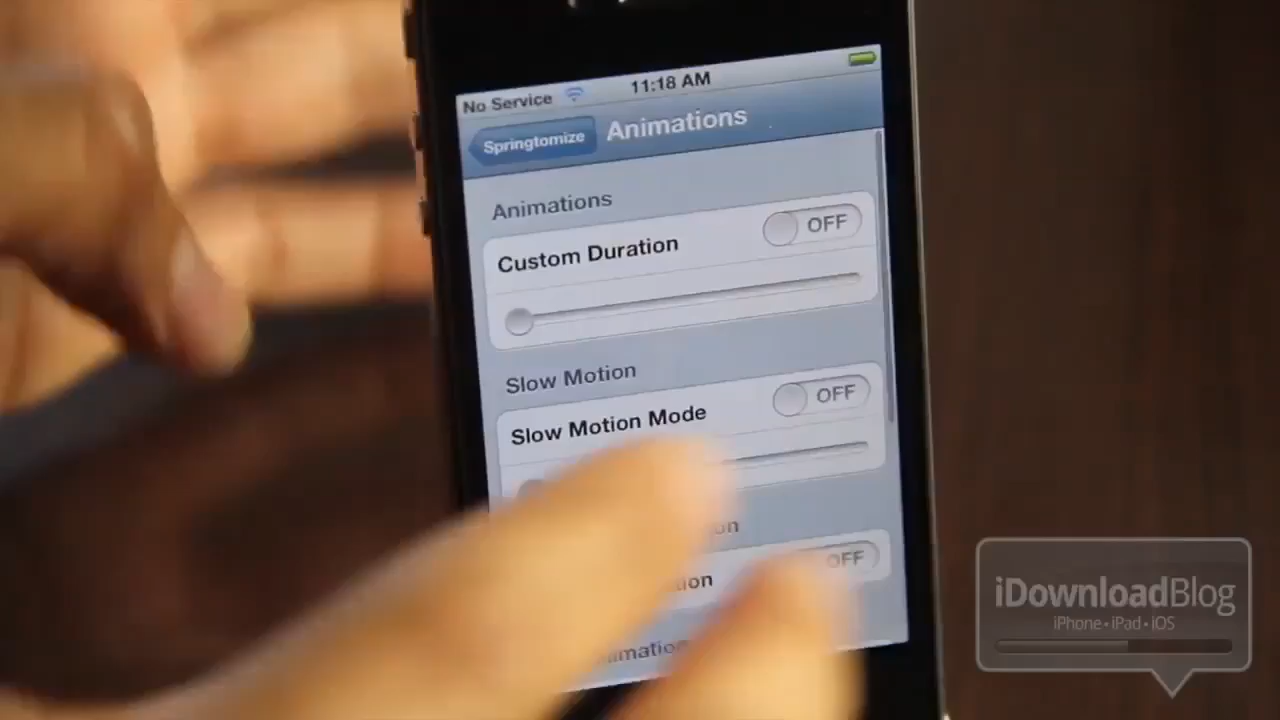 No Service 11:18 AM
Springtomize Animations
Animations
Custom Duration OFF
Slow Motion
Slow Motion Mode OFF
OFF
iDownloadBlog
iPhone • iPad • iOS